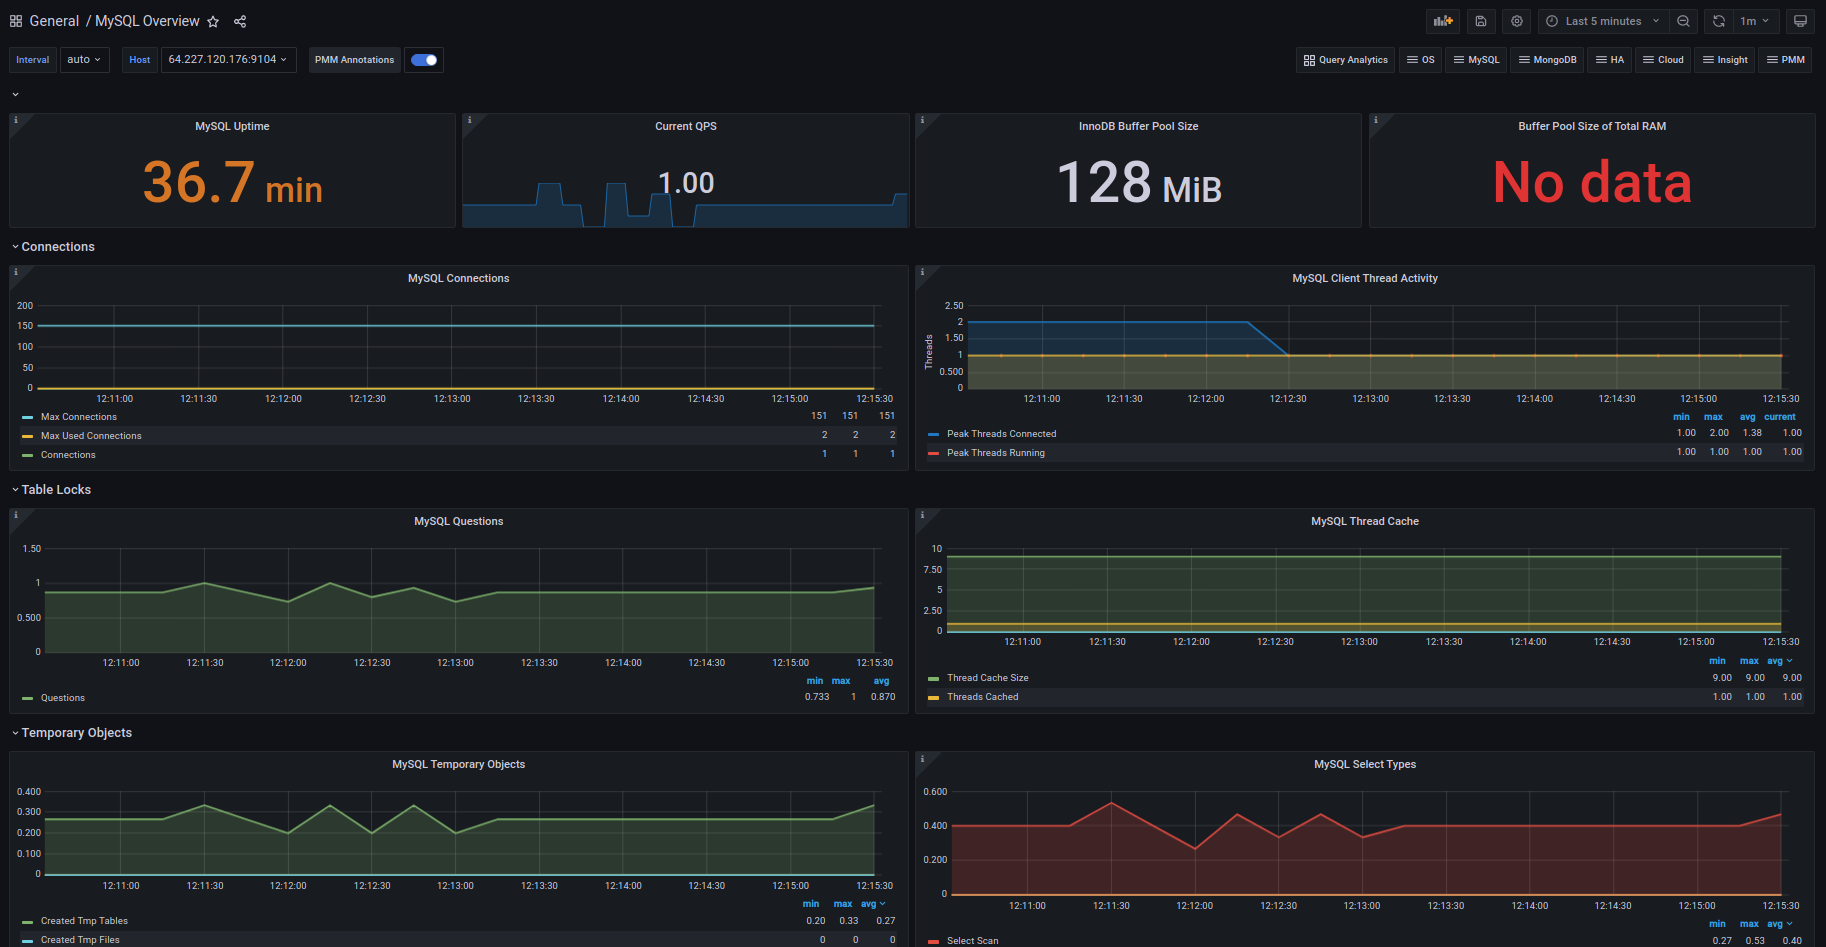 General / MySQL Overview
Last 5 minutes
1m
Interval auto Host 64.227.120.176:9104 PMM Annotations
Query Analytics OS MySQL MongoDB HA Cloud Insight PMM
MySQL Uptime
36.7 min
Current QPS
1.00
InnoDB Buffer Pool Size
128 MiB
Buffer Pool Size of Total RAM
No data
Connections
MySQL Connections
200
150
100
50
0
12:11:00 12:11:30 12:12:00 12:12:30 12:13:00 12:13:30 12:14:00 12:14:30 12:15:00 12:15:30
Max Connections 151 151 151
Max Used Connections 2 2 2
Connections 1 1 1
MySQL Client Thread Activity
Threads
2.50
2
1.50
1
0.500
0
12:11:00 12:11:30 12:12:00 12:12:30 12:13:00 12:13:30 12:14:00 12:14:30 12:15:00 12:15:30
min max avg current
Peak Threads Connected 1.00 2.00 1.38 1.00
Peak Threads Running 1.00 1.00 1.00 1.00
Table Locks
MySQL Questions
1.50
1
0.500
0
12:11:00 12:11:30 12:12:00 12:12:30 12:13:00 12:13:30 12:14:00 12:14:30 12:15:00 12:15:30
min max avg
Questions 0.733 1 0.870
MySQL Thread Cache
10
7.50
5
2.50
0
12:11:00 12:11:30 12:12:00 12:12:30 12:13:00 12:13:30 12:14:00 12:14:30 12:15:00 12:15:30
min max avg
Thread Cache Size 9.00 9.00 9.00
Threads Cached 1.00 1.00 1.00
Temporary Objects
MySQL Temporary Objects
0.400
0.300
0.200
0.100
0
12:11:00 12:11:30 12:12:00 12:12:30 12:13:00 12:13:30 12:14:00 12:14:30 12:15:00 12:15:30
min max avg
Created Tmp Tables 0.20 0.33 0.27
Created Tmp Files 0 0 0
MySQL Select Types
0.600
0.400
0.200
0
12:11:00 12:11:30 12:12:00 12:12:30 12:13:00 12:13:30 12:14:00 12:14:30 12:15:00 12:15:30
min max avg
Select Scan 0.27 0.53 0.40